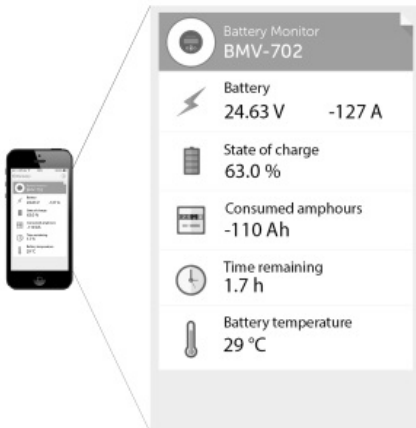 Battery Monitor
BMV-702
Battery
24.63 V -127 A
State of charge
63.0 %
Consumed amphours
-110 Ah
Time remaining
1.7 h
Battery temperature
29 °C